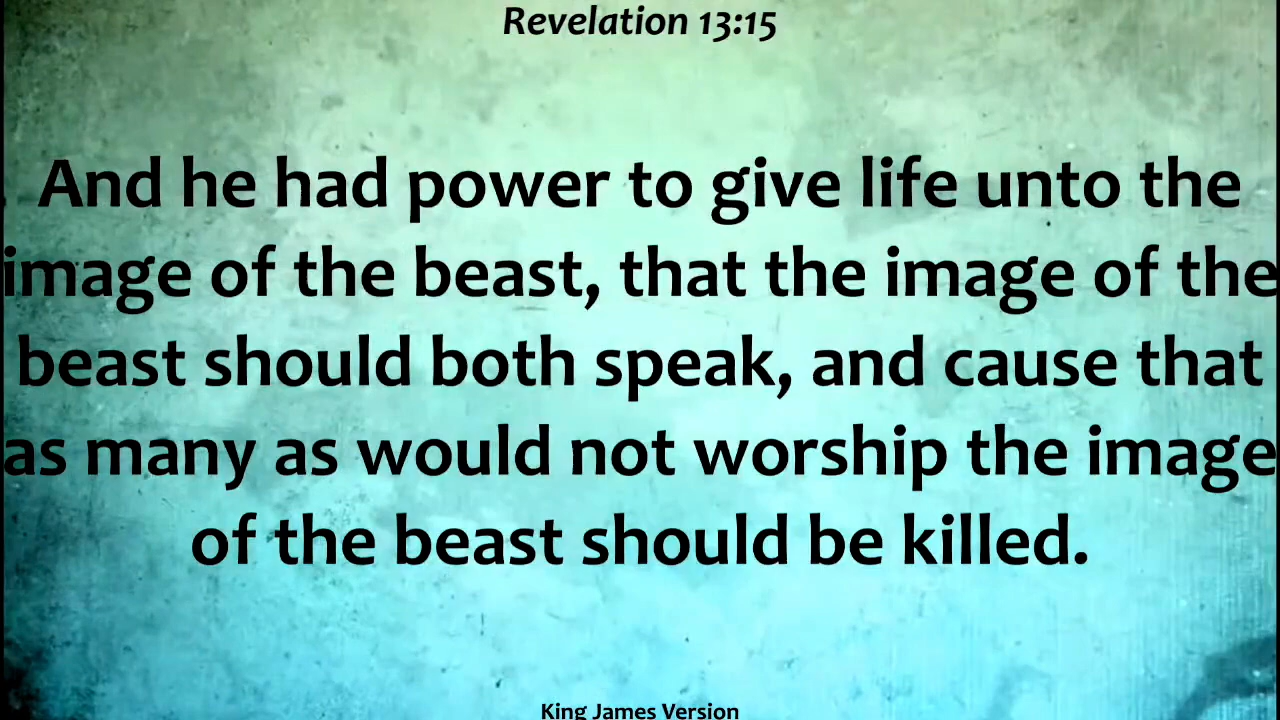 Revelation 13:15
And he had power to give life unto the
image of the beast, that the image of the
beast should both speak, and cause that
as many as would not worship the image
of the beast should be killed.
King James Version